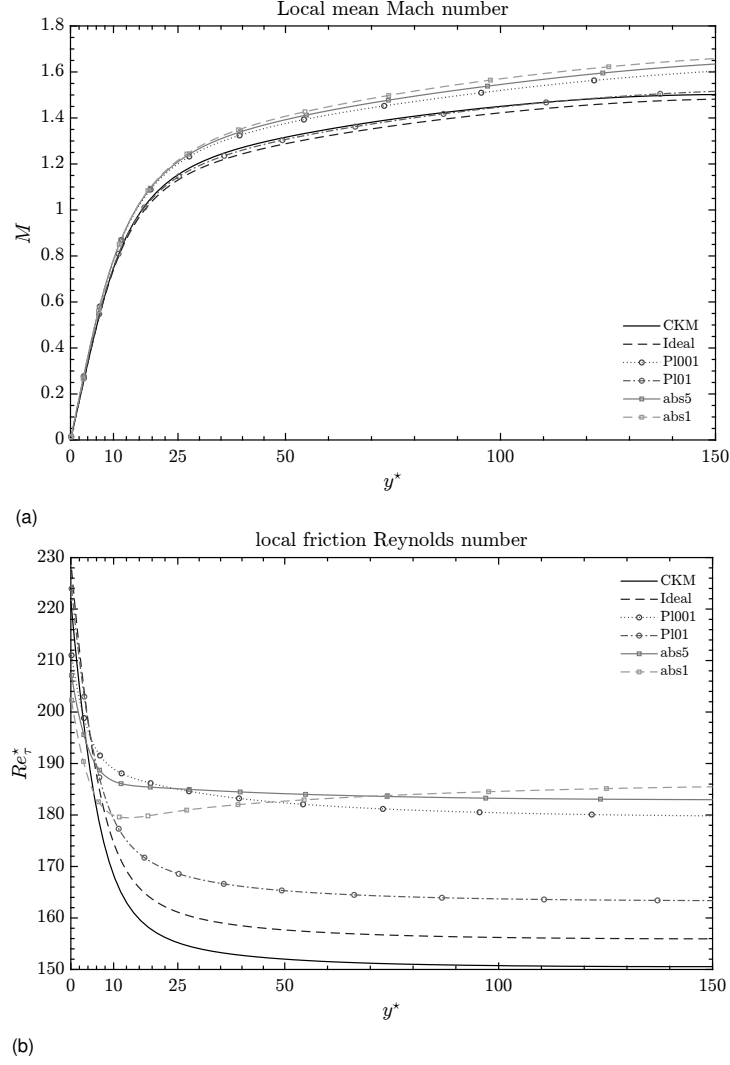 Local mean Mach number
1.8
1.6
1.4
1.2
1
0.8
0.6
0.4
0.2
0
M
CKM
Ideal
Pl001
Pl01
abs5
abs1
0 10 25 50 100 150
y⋆
(a)
local friction Reynolds number
230
220
210
200
190
180
170
160
150
Re⋆τ
CKM
Ideal
Pl001
Pl01
abs5
abs1
0 10 25 50 100 150
y⋆
(b)